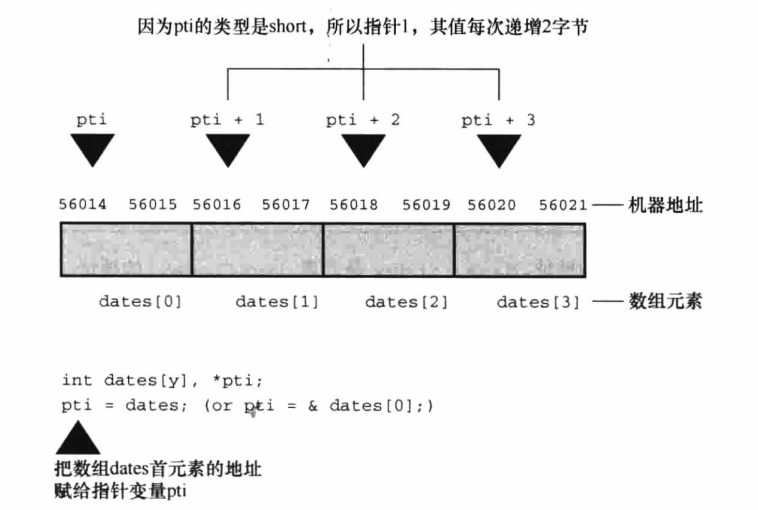 因为pti的类型是short，所以指针1，其值每次递增2字节
pti pti + 1 pti + 2 pti + 3
56014 56015 56016 56017 56018 56019 56020 56021 机器地址
dates[0] dates[1] dates[2] dates[3] 数组元素
int dates[y], *pti;
pti = dates; (or pti = & dates[0];)
把数组dates首元素的地址
赋给指针变量pti